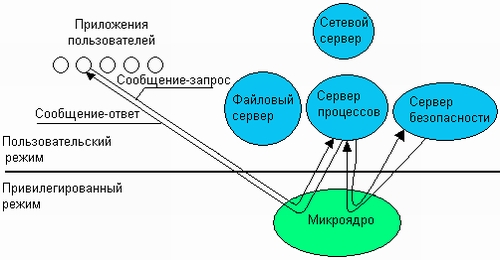 Приложения
пользователей
Сетевой
сервер
Сообщение-запрос
Сообщение-ответ
Файловый
сервер
Сервер
процессов
Сервер
безопасности
Пользовательский
режим
Привилегированный
режим
Микроядро